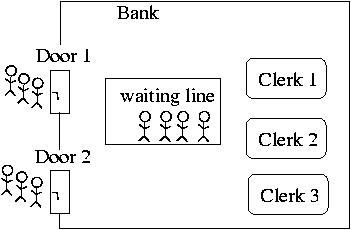 Bank
Door 1
waiting line
Clerk 1
Clerk 2
Door 2
Clerk 3